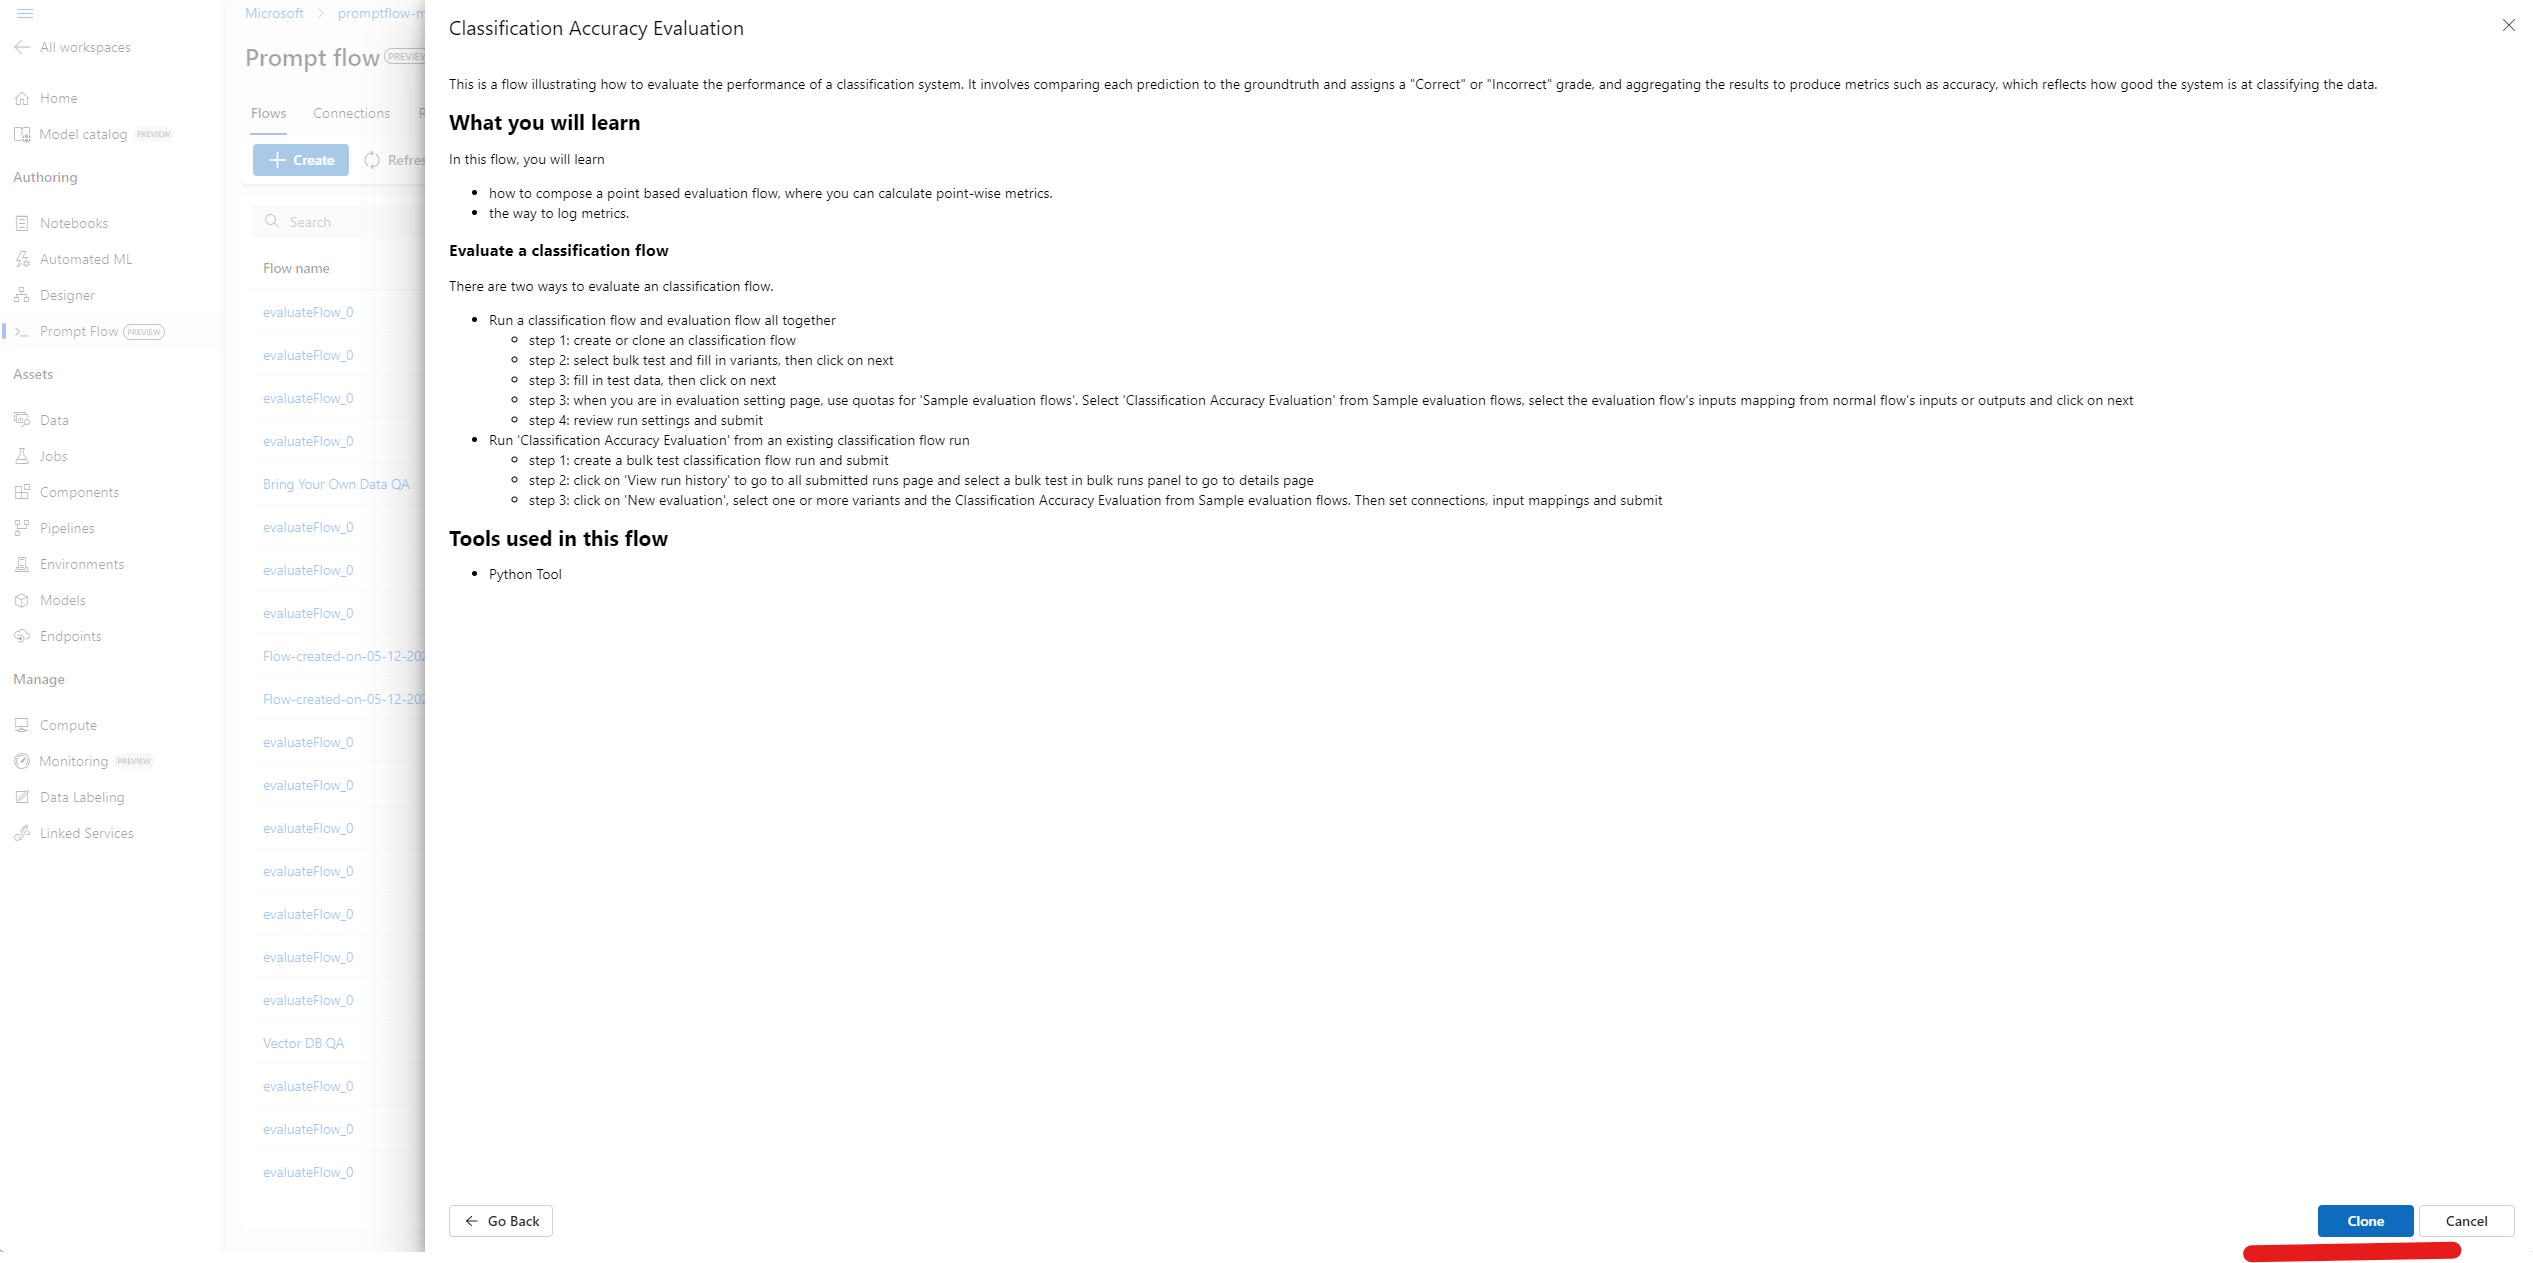 All workspaces
Home
Model catalog PREVIEW
Authoring
Notebooks
Automated ML
Designer
Prompt Flow PREVIEW
Assets
Data
Jobs
Components
Pipelines
Environments
Models
Endpoints
Manage
Compute
Monitoring PREVIEW
Data Labeling
Linked Services
Microsoft > promptflow-m
Prompt flow PREVIEW
Flows Connections R
Create Refres
Search
Flow name
evaluateFlow_0
evaluateFlow_0
evaluateFlow_0
evaluateFlow_0
Bring Your Own Data QA
evaluateFlow_0
evaluateFlow_0
evaluateFlow_0
Flow-created-on-05-12-202
Flow-created-on-05-12-202
evaluateFlow_0
evaluateFlow_0
evaluateFlow_0
evaluateFlow_0
evaluateFlow_0
evaluateFlow_0
evaluateFlow_0
Vector DB QA
evaluateFlow_0
evaluateFlow_0
evaluateFlow_0
Classification Accuracy Evaluation
This is a flow illustrating how to evaluate the performance of a classification system. It involves comparing each prediction to the groundtruth and assigns a "Correct" or "Incorrect" grade, and aggregating the results to produce metrics such as accuracy, which reflects how good the system is at classifying the data.
What you will learn
In this flow, you will learn
how to compose a point based evaluation flow, where you can calculate point-wise metrics.
the way to log metrics.
Evaluate a classification flow
There are two ways to evaluate an classification flow.
Run a classification flow and evaluation flow all together
step 1: create or clone an classification flow
step 2: select bulk test and fill in variants, then click on next
step 3: fill in test data, then click on next
step 3: when you are in evaluation setting page, use quotas for 'Sample evaluation flows'. Select 'Classification Accuracy Evaluation' from Sample evaluation flows, select the evaluation flow's inputs mapping from normal flow's inputs or outputs and click on next
step 4: review run settings and submit
Run 'Classification Accuracy Evaluation' from an existing classification flow run
step 1: create a bulk test classification flow run and submit
step 2: click on 'View run history' to go to all submitted runs page and select a bulk test in bulk runs panel to go to details page
step 3: click on 'New evaluation', select one or more variants and the Classification Accuracy Evaluation from Sample evaluation flows. Then set connections, input mappings and submit
Tools used in this flow
Python Tool
Go Back
Clone Cancel